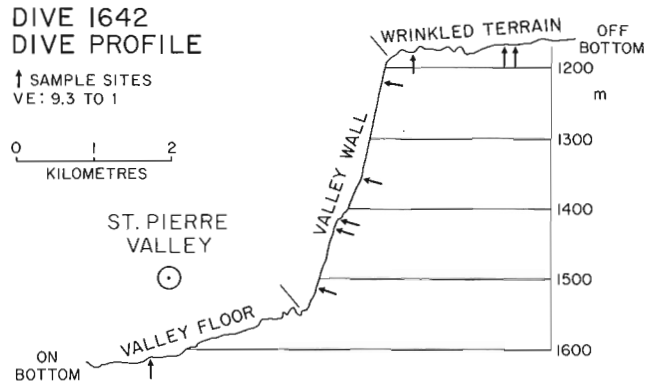 DIVE 1642
DIVE PROFILE
↑ SAMPLE SITES
VE: 9.3 TO 1
0 1 2
KILOMETRES
ST. PIERRE
VALLEY
WRINKLED TERRAIN
OFF
BOTTOM
1200
m
1300
VALLEY WALL
1400
1500
VALLEY FLOOR
1600
ON
BOTTOM